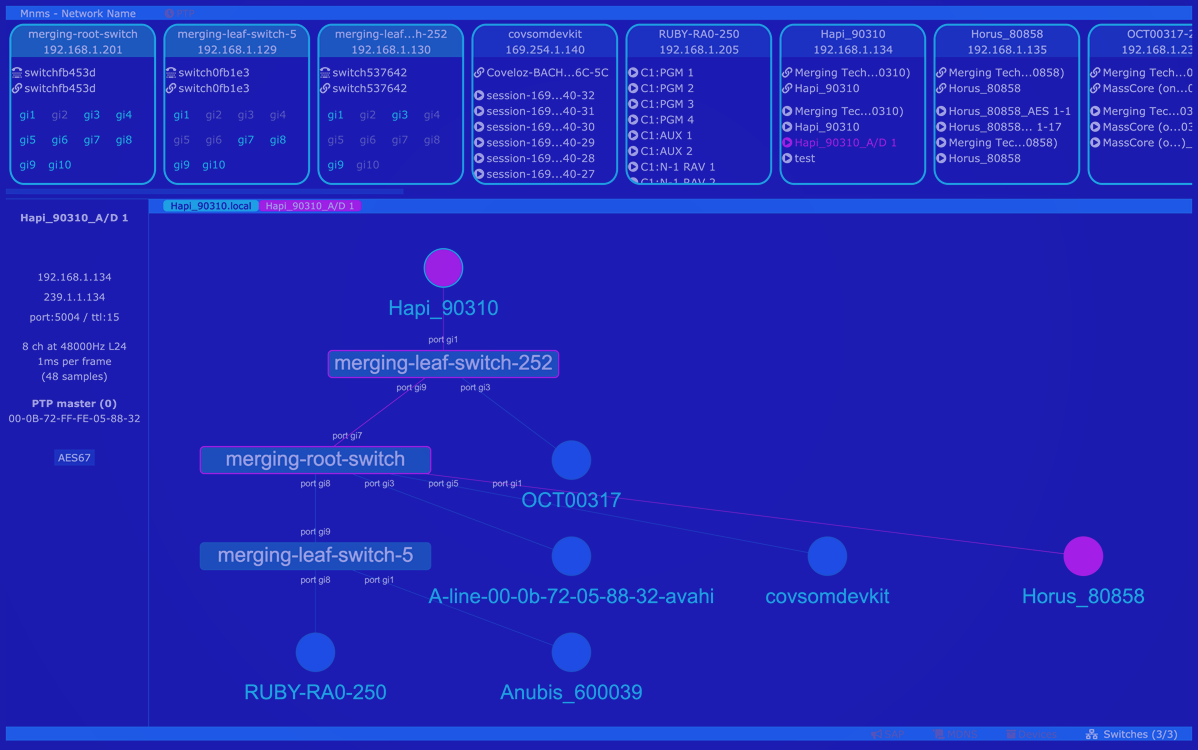 Mnms - Network Name
PTP
merging-root-switch
192.168.1.201
switchfb453d
switchfb453d
gi1 gi2 gi3 gi4
gi5 gi6 gi7 gi8
gi9 gi10
merging-leaf-switch-5
192.168.1.129
switch0fb1e3
switch0fb1e3
gi1 gi2 gi3 gi4
gi5 gi6 gi7 gi8
gi9 gi10
merging-leaf...h-252
192.168.1.130
switch537642
switch537642
gi1 gi2 gi3 gi4
gi5 gi6 gi7 gi8
gi9 gi10
covsomdevkit
169.254.1.140
Coveloz-BACH...6C-5C
session-169...40-32
session-169...40-31
session-169...40-30
session-169...40-29
session-169...40-28
session-169...40-27
RUBY-RA0-250
192.168.1.205
C1:PGM 1
C1:PGM 2
C1:PGM 3
C1:PGM 4
C1:AUX 1
C1:AUX 2
C1:N-1 RAV 1
C1:N-1 RAV 2
Hapi_90310
192.168.1.134
Merging Tech...0310)
Hapi_90310
Merging Tec...0310)
Hapi_90310
Hapi_90310_A/D 1
test
Horus_80858
192.168.1.135
Merging Tech...0858)
Horus_80858
Horus_80858_AES 1-1
Horus_80858... 1-17
Merging Tec...0858)
Horus_80858
OCT00317-2
192.168.1.23
Merging Tech...0
MassCore (on...0
Merging Tec...0
MassCore (o...03
MassCore (o...)_
Hapi_90310_A/D 1
192.168.1.134
239.1.1.134
port:5004 / ttl:15
8 ch at 48000Hz L24
1ms per frame
(48 samples)
PTP master (0)
00-0B-72-FF-FE-05-88-32
AES67
Hapi_90310.local Hapi_90310_A/D 1
Hapi_90310
port gi1
merging-leaf-switch-252
port gi9 port gi3
port gi7
merging-root-switch
port gi8 port gi3 port gi5 port gi1
OCT00317
port gi9
merging-leaf-switch-5
port gi8 port gi1
A-line-00-0b-72-05-88-32-avahi
covsomdevkit
Horus_80858
RUBY-RA0-250
Anubis_600039
SAP MDNS Devices Switches (3/3)